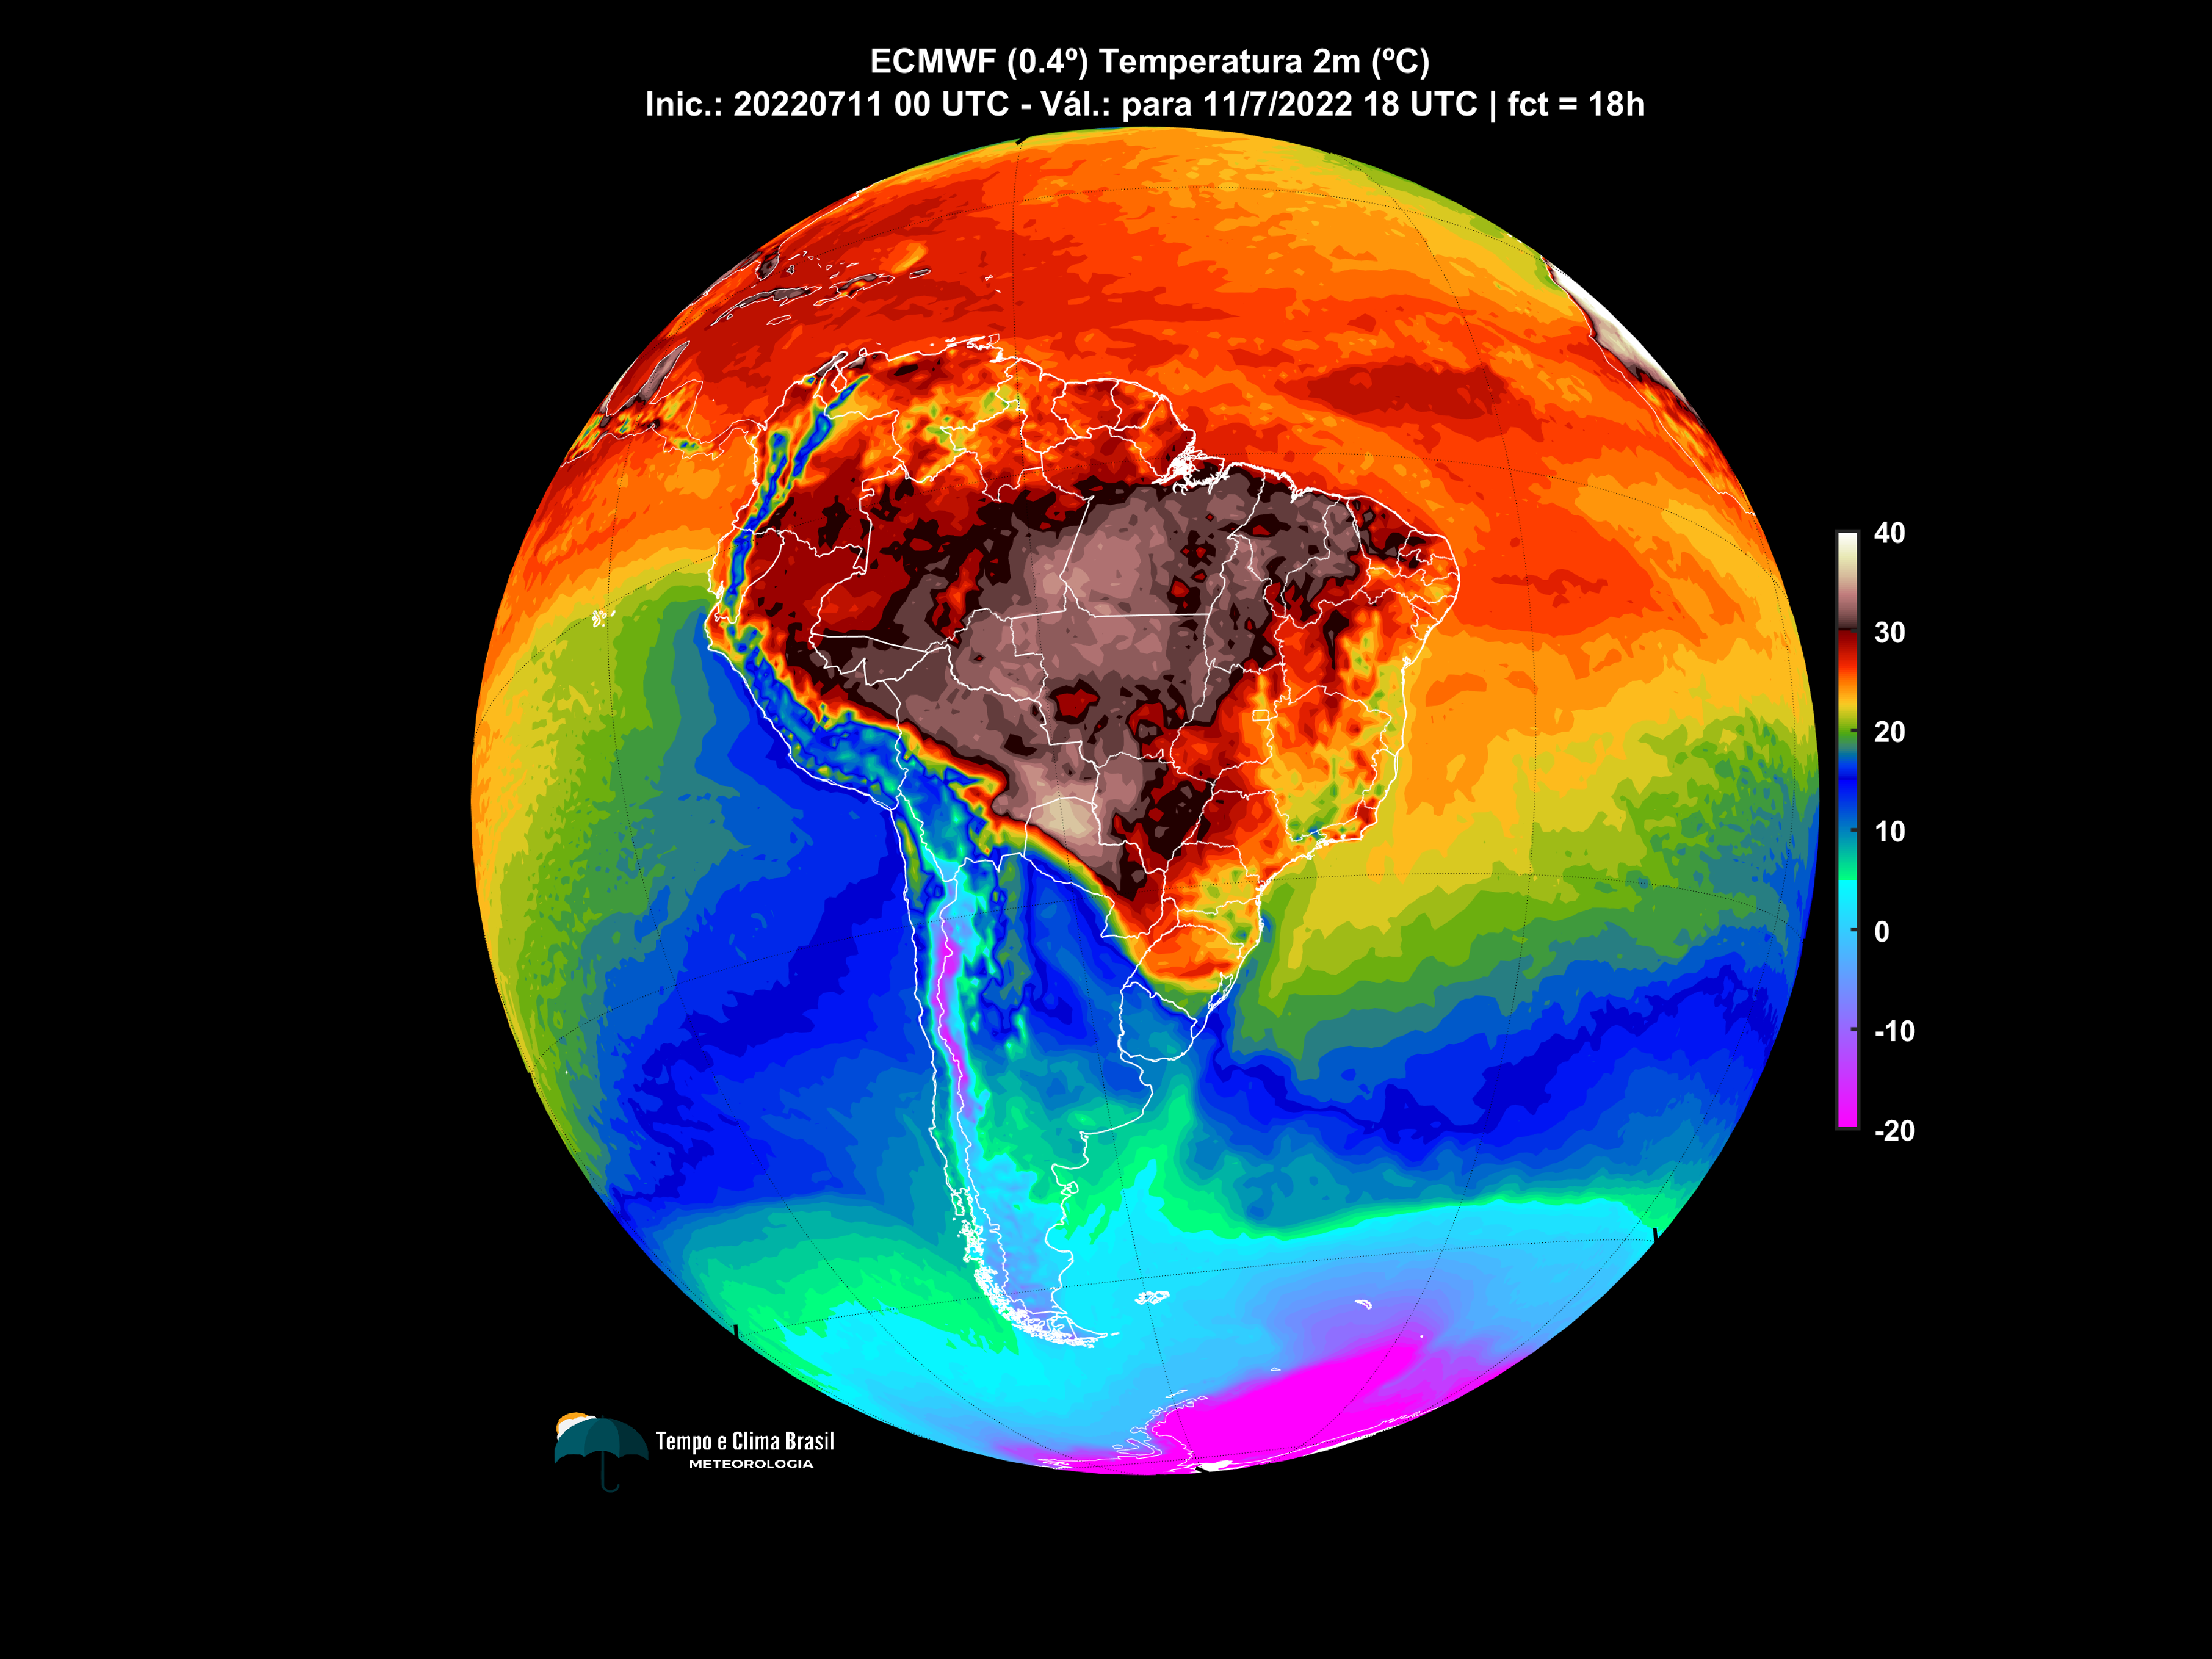 ECMWF (0.4º) Temperatura 2m (ºC)
Inic.: 20220711 00 UTC - Vál.: para 11/7/2022 18 UTC | fct = 18h
40
30
20
10
0
-10
-20
Tempo e Clima Brasil
METEOROLOGIA